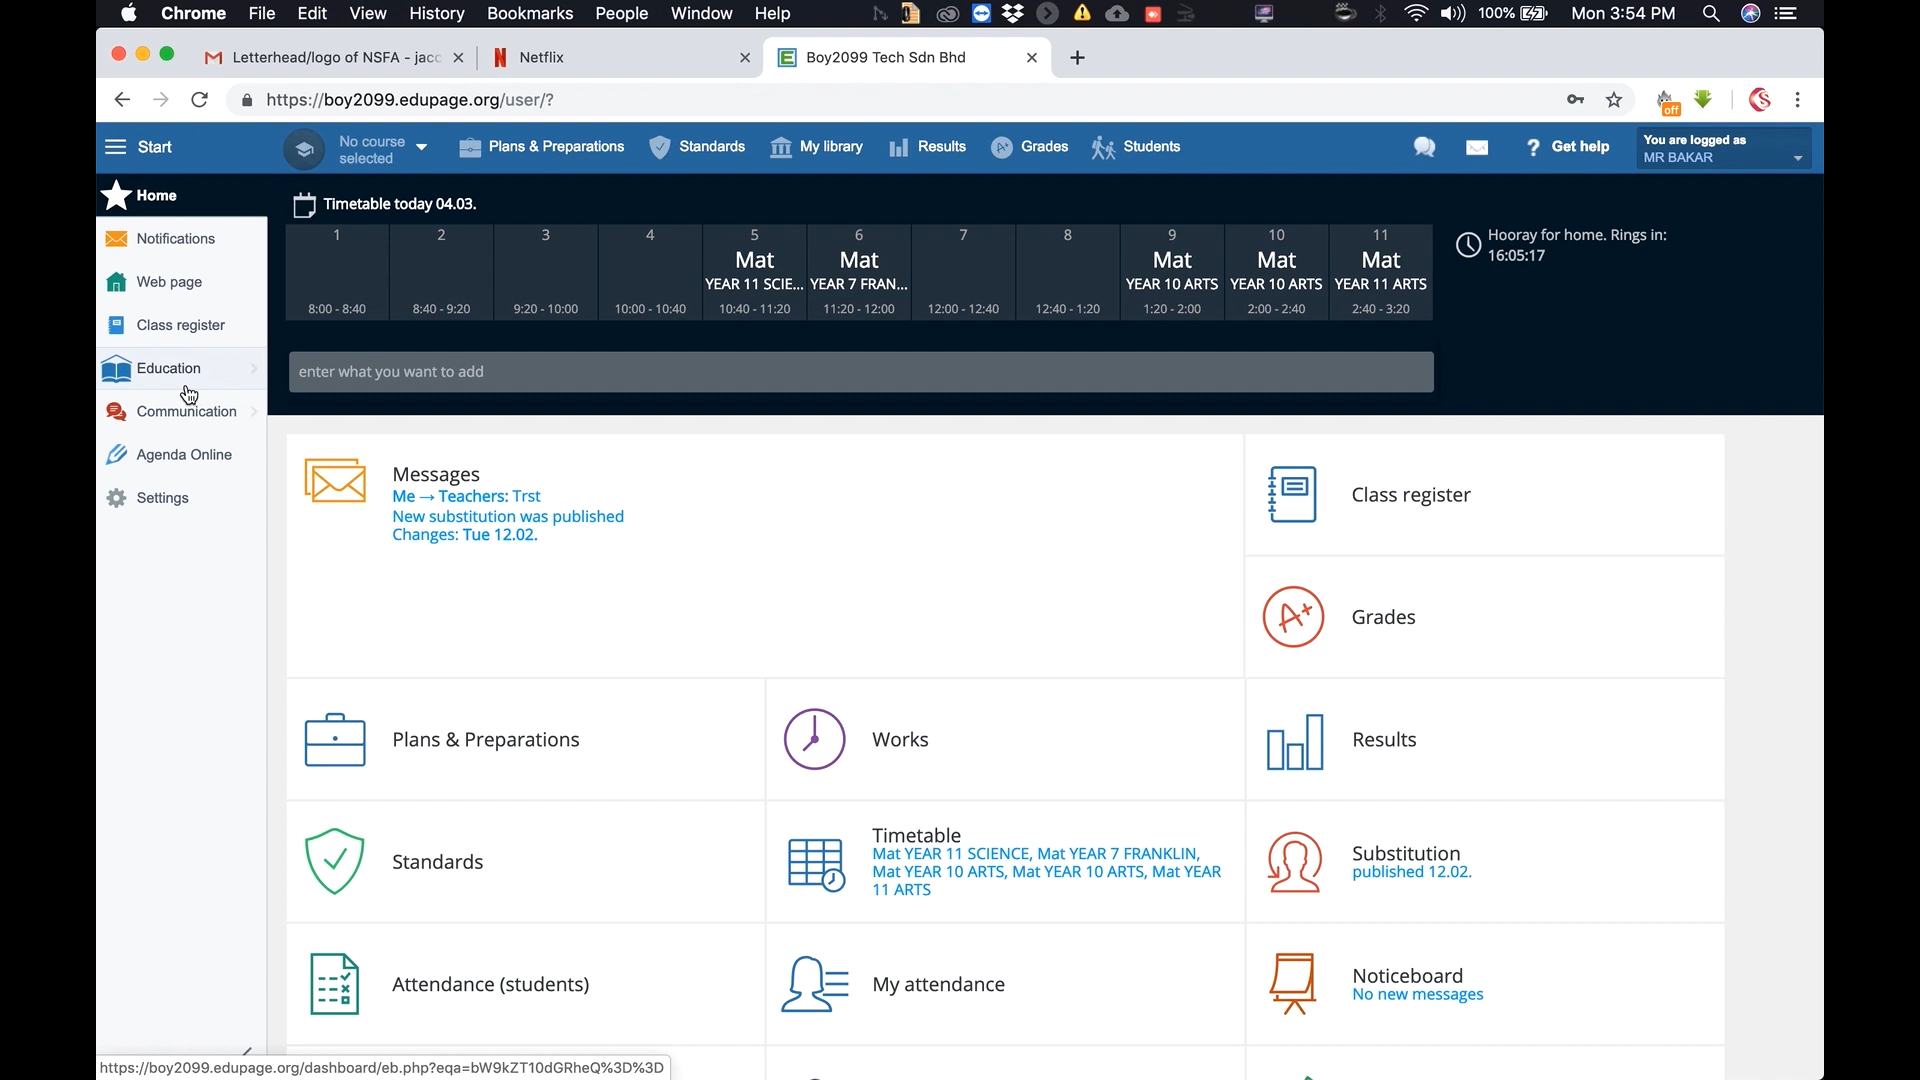 Chrome File Edit View History Bookmarks People Window Help 100% Mon 3:54 PM
Letterhead/logo of NSFA - jacc
Netflix
Boy2099 Tech Sdn Bhd
https://boy2099.edupage.org/user/?
off
Start
No course
selected
Plans & Preparations
Standards
My library
Results
Grades
Students
Get help
You are logged as
MR BAKAR
Home
Notifications
Web page
Class register
Education
Communication
Agenda Online
Settings
Timetable today 04.03.
1 2 3 4 5 6 7 8 9 10 11
Mat Mat Mat Mat Mat
YEAR 11 SCIE... YEAR 7 FRAN... YEAR 10 ARTS YEAR 10 ARTS YEAR 11 ARTS
8:00 - 8:40 8:40 - 9:20 9:20 - 10:00 10:00 - 10:40 10:40 - 11:20 11:20 - 12:00 12:00 - 12:40 12:40 - 1:20 1:20 - 2:00 2:00 - 2:40 2:40 - 3:20
Hooray for home. Rings in:
16:05:17
enter what you want to add
Messages
Me → Teachers: Trst
New substitution was published
Changes: Tue 12.02.
Class register
A+
Grades
Plans & Preparations
Works
Results
Standards
Timetable
Mat YEAR 11 SCIENCE, Mat YEAR 7 FRANKLIN,
Mat YEAR 10 ARTS, Mat YEAR 10 ARTS, Mat YEAR
11 ARTS
Substitution
published 12.02.
Attendance (students)
My attendance
Noticeboard
No new messages
https://boy2099.edupage.org/dashboard/eb.php?eqa=bW9kZT10dGRheQ%3D%3D